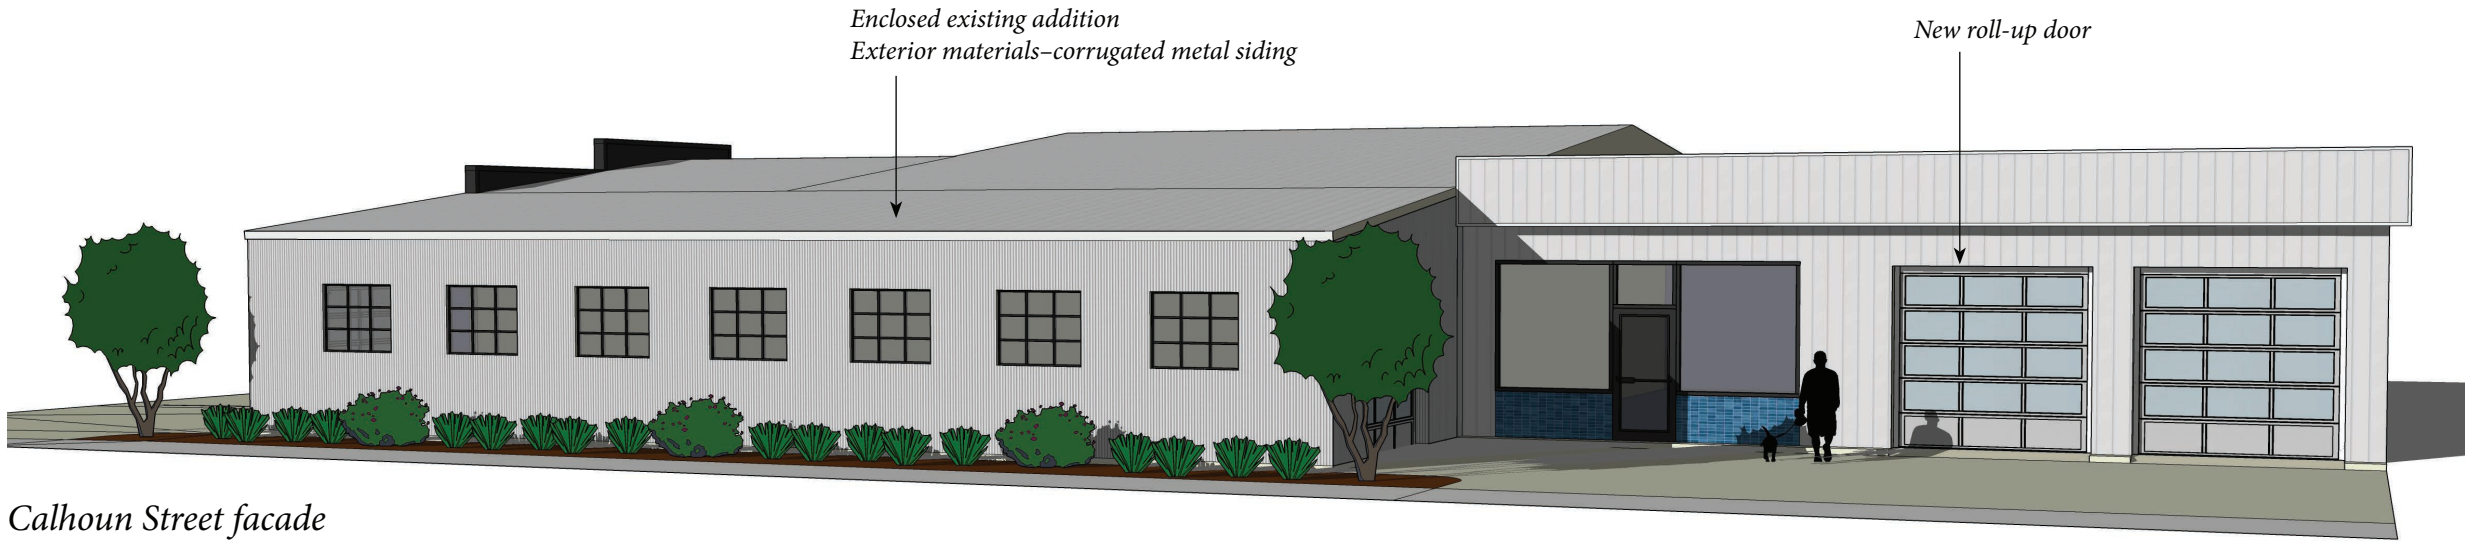 Enclosed existing addition
Exterior materials–corrugated metal siding
New roll-up door
Calhoun Street facade